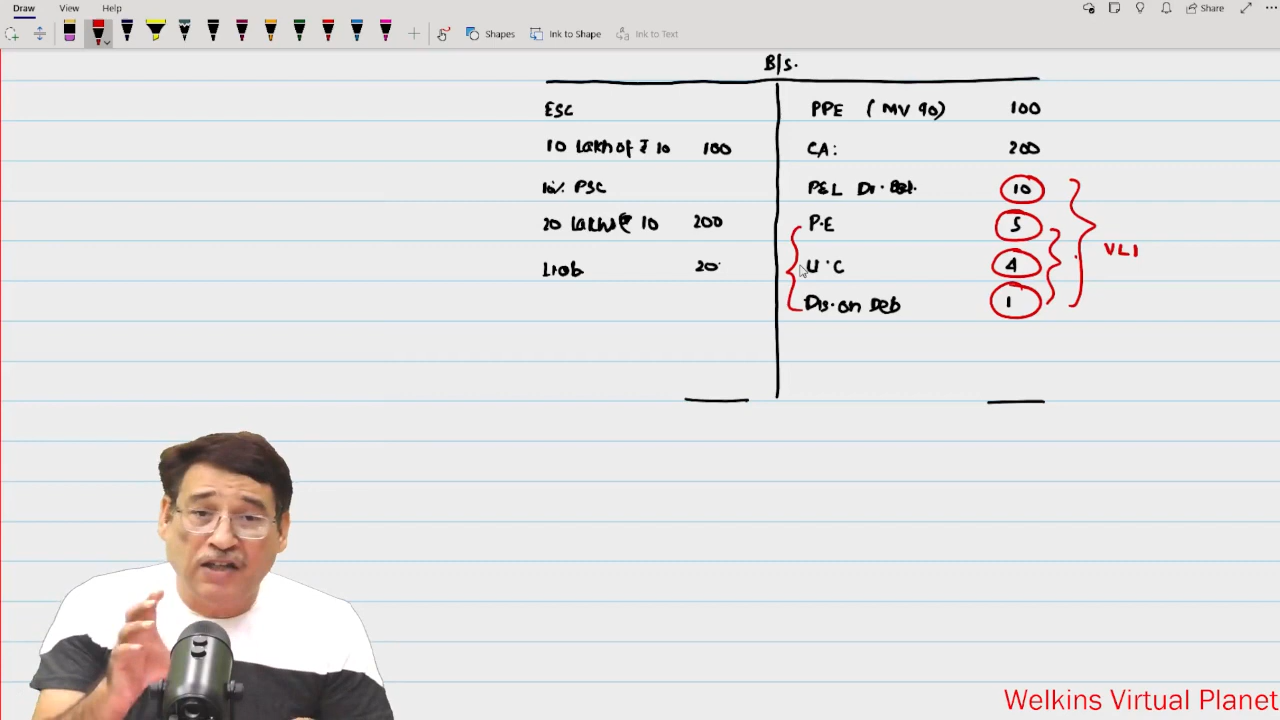 Draw View Help Share
Shapes Ink to Shape Ink to Text
B/S.
ESC
10 Lakh of ₹ 10 100
10% PSC
20 Lakhs 10 200
Liab 20
PPE (MV 90) 100
CA: 200
P&L Dr. Bal. 10
P.E 5
U.C 4
Dis. on Deb 1
VLI
Welkins Virtual Planet